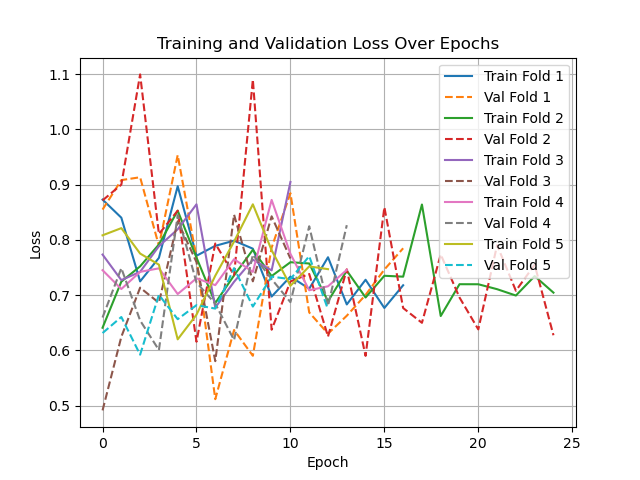 Training and Validation Loss Over Epochs
Loss
1.1
1.0
0.9
0.8
0.7
0.6
0.5
Train Fold 1
Val Fold 1
Train Fold 2
Val Fold 2
Train Fold 3
Val Fold 3
Train Fold 4
Val Fold 4
Train Fold 5
Val Fold 5
0
5
10
15
20
25
Epoch